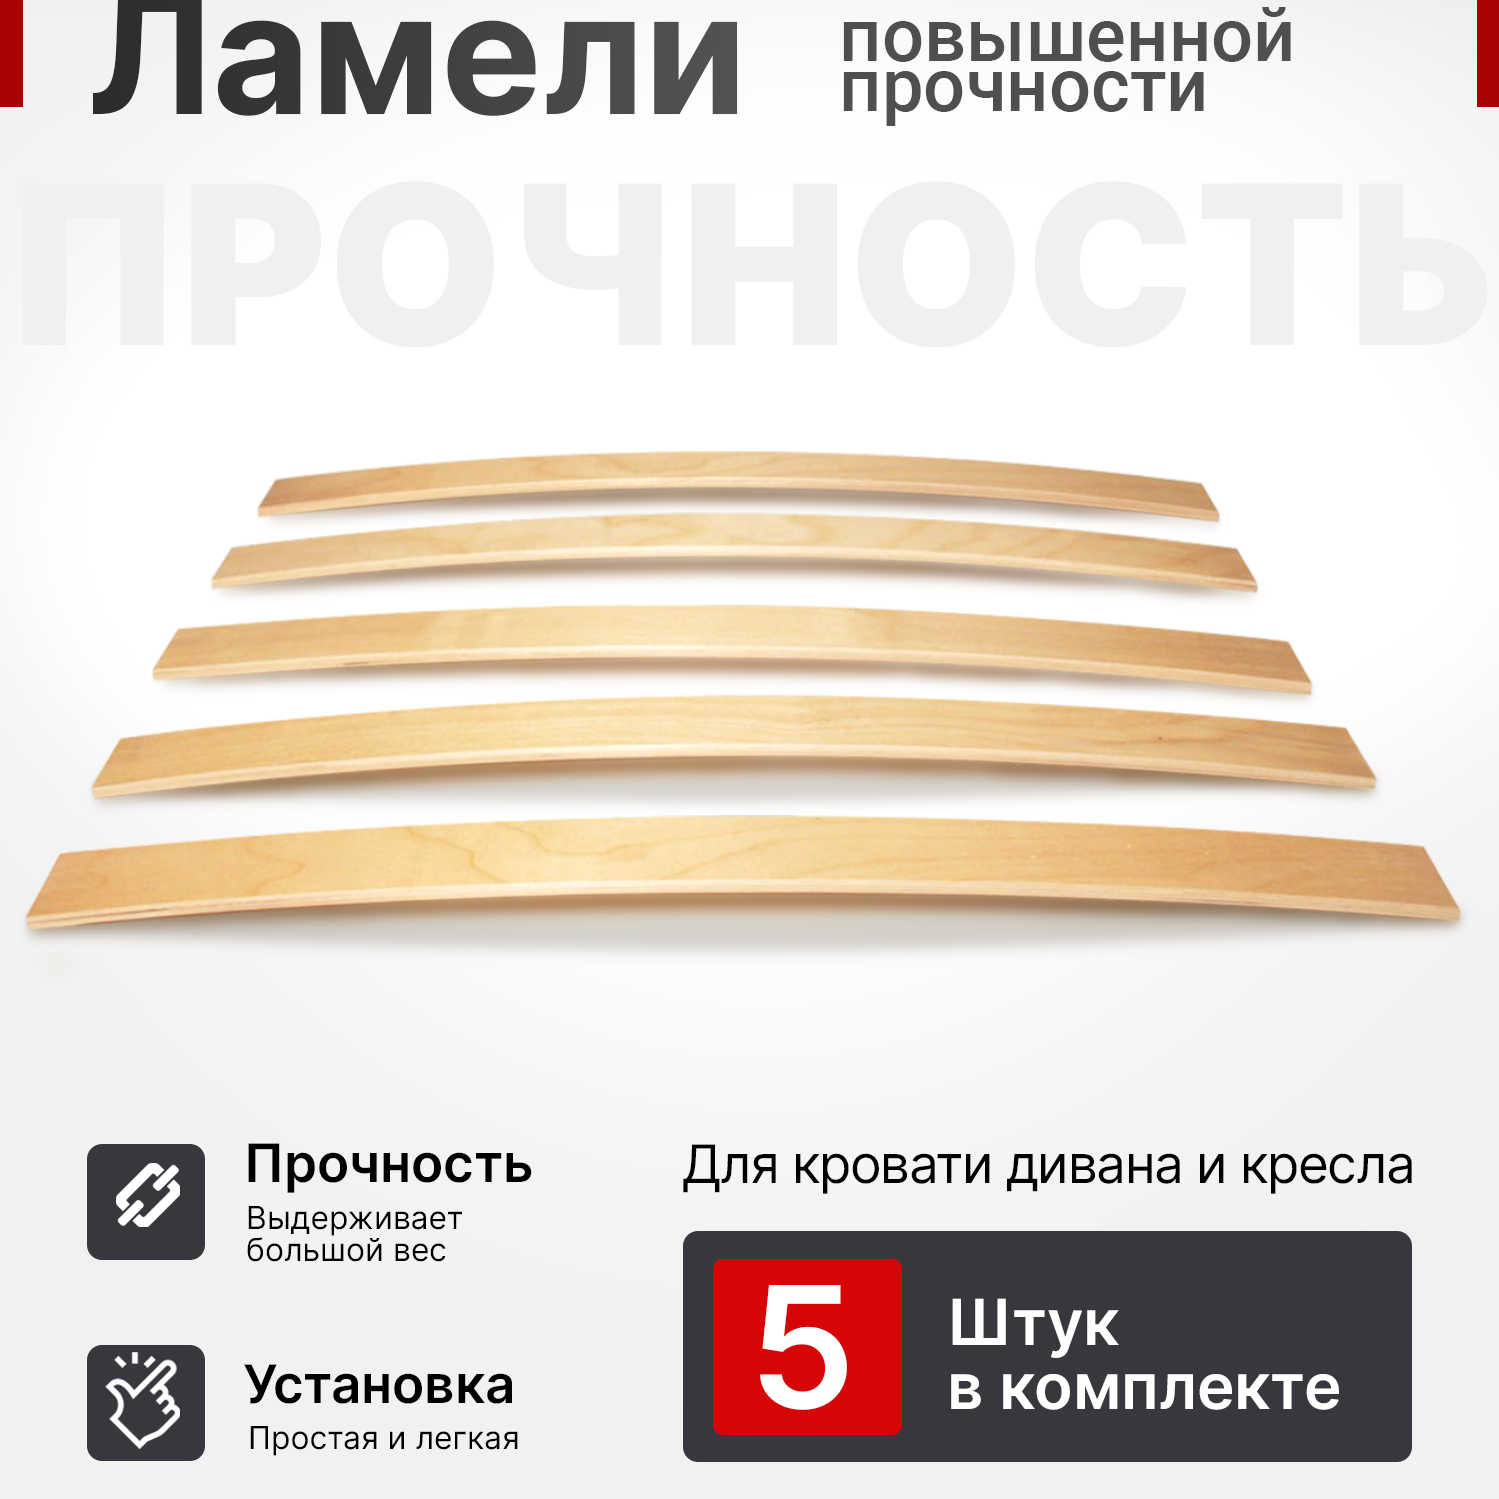 Ламели
повышенной
прочности
ПРОЧНОСТЬ
Прочность
Выдерживает
большой вес
Установка
Простая и легкая
Для кровати дивана и кресла
5
Штук
в комплекте